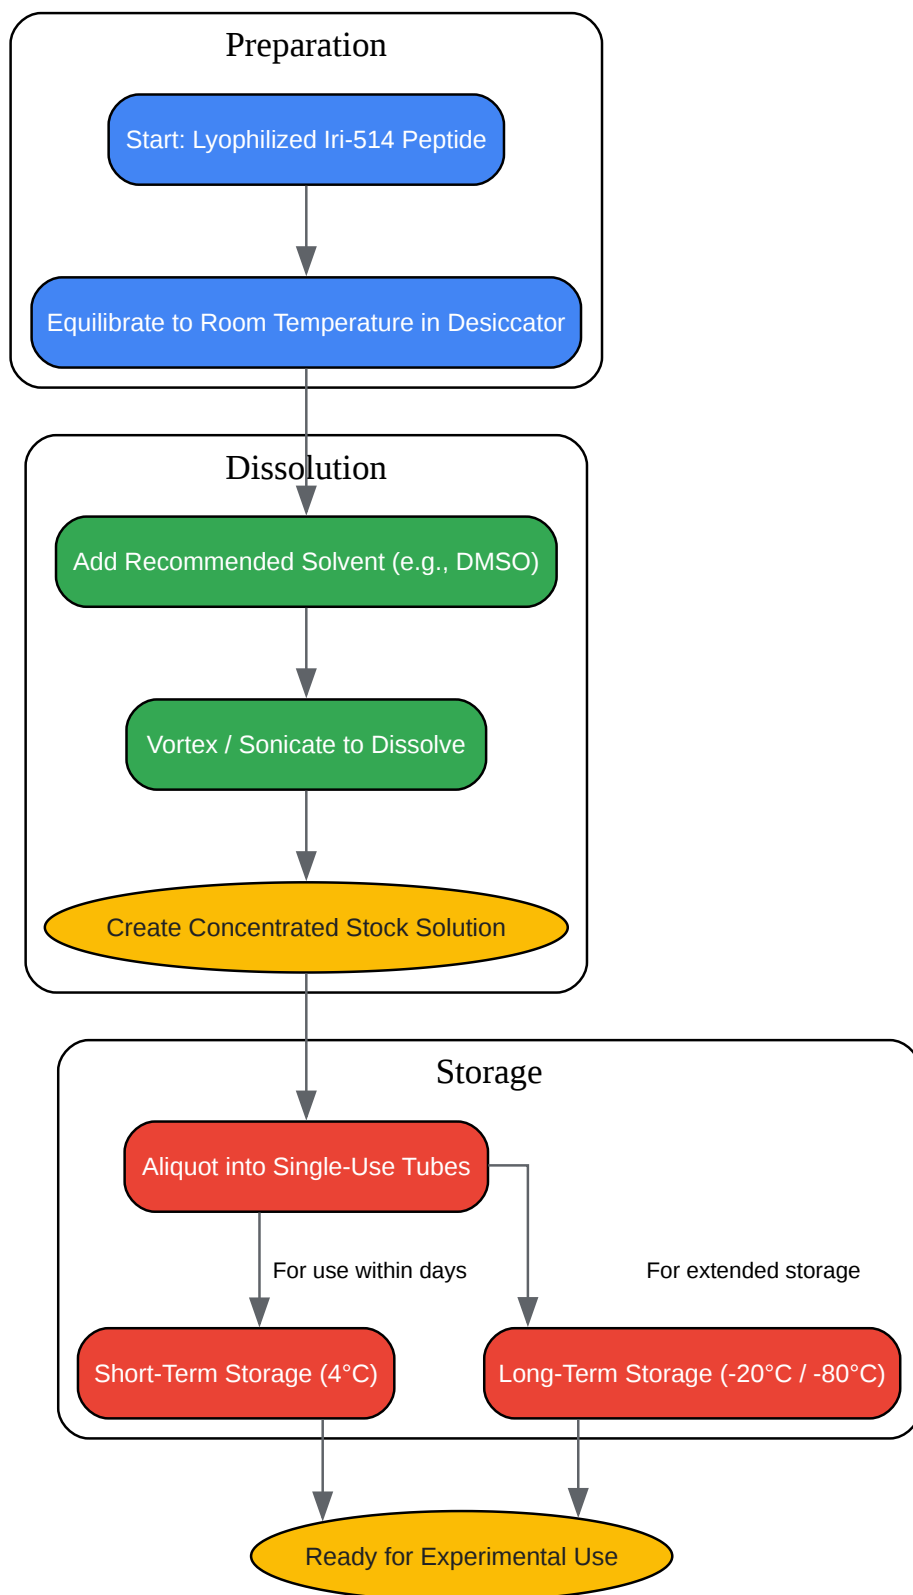 Preparation
Start: Lyophilized Iri-514 Peptide
Equilibrate to Room Temperature in Desiccator
Dissolution
Add Recommended Solvent (e.g., DMSO)
Vortex / Sonicate to Dissolve
Create Concentrated Stock Solution
Storage
Aliquot into Single-Use Tubes
For use within days
For extended storage
Short-Term Storage (4°C)
Long-Term Storage (-20°C / -80°C)
Ready for Experimental Use